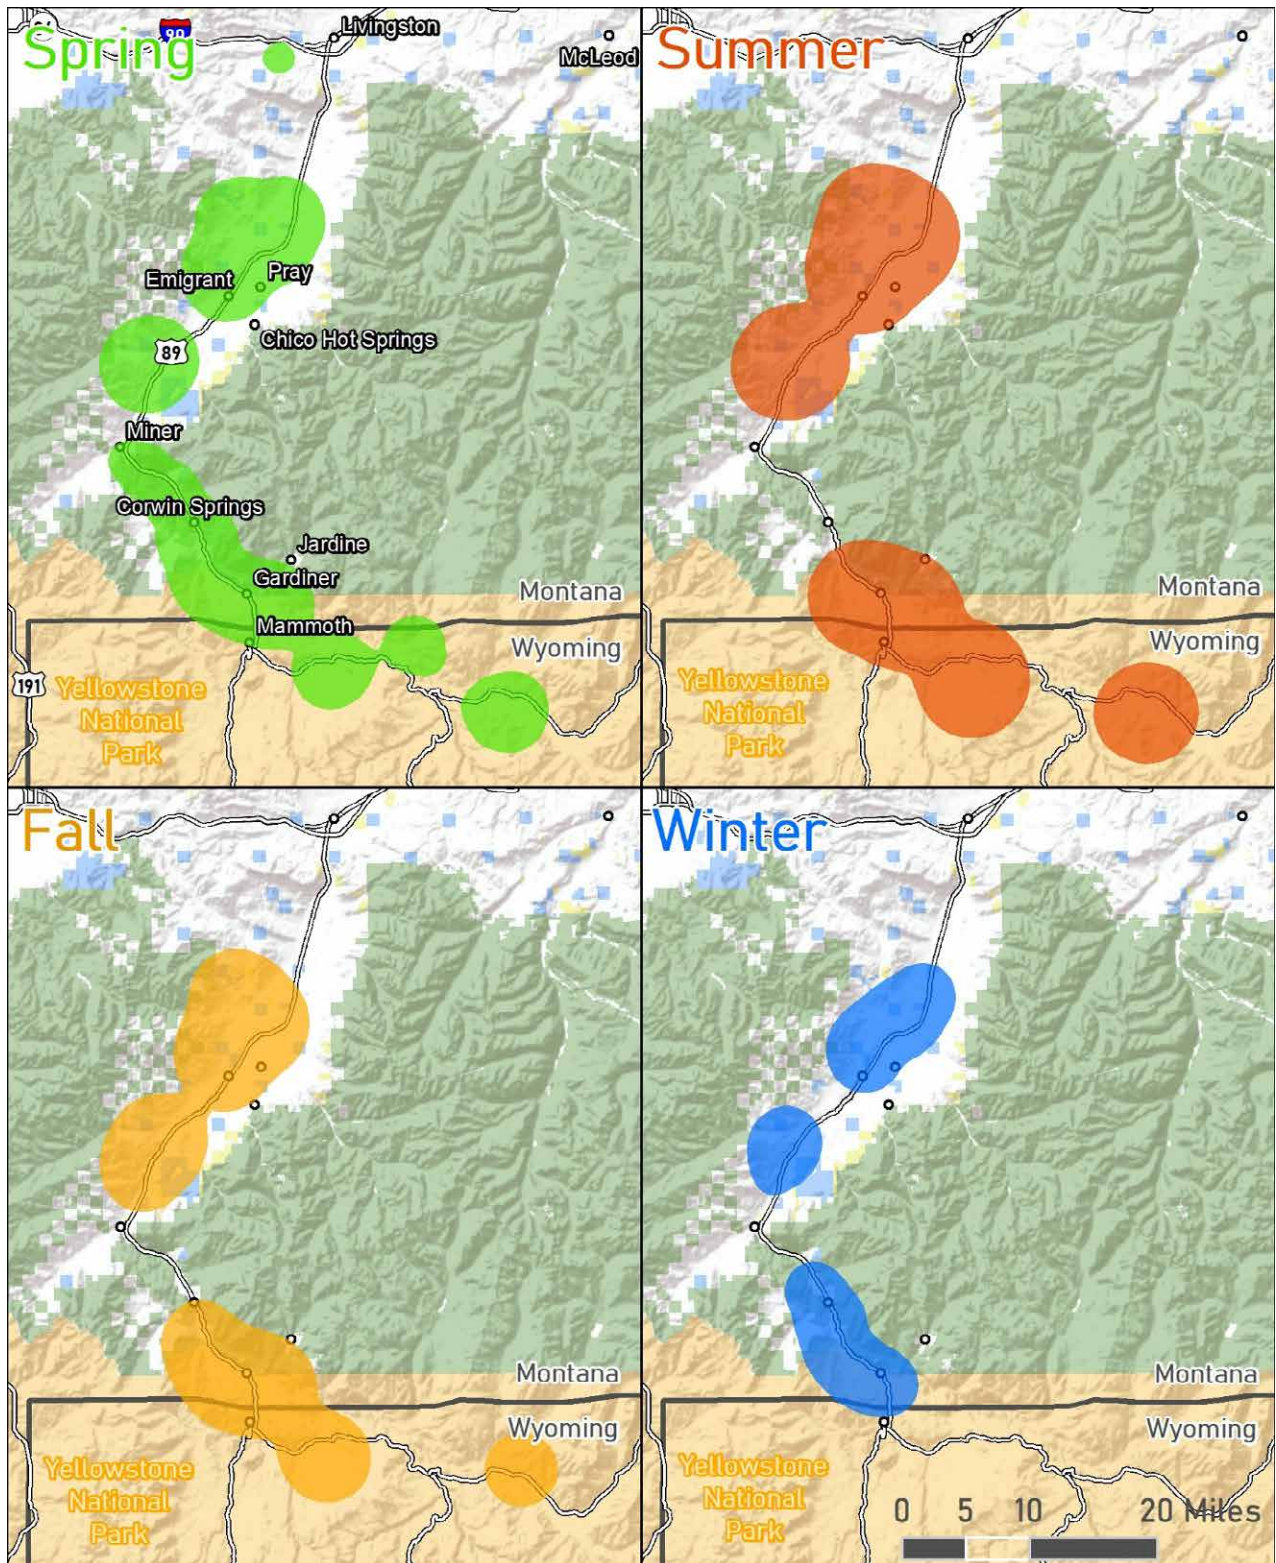 Spring
90
Livingston
McLeod
Emigrant
Pray
Chico Hot Springs
89
Miner
Corwin Springs
Jardine
Gardiner
Mammoth
Montana
Wyoming
191
Yellowstone
National
Park
Summer
Montana
Wyoming
Yellowstone
National
Park
Fall
Montana
Wyoming
Yellowstone
National
Park
Winter
Montana
Wyoming
Yellowstone
National
Park
0 5 10 20 Miles